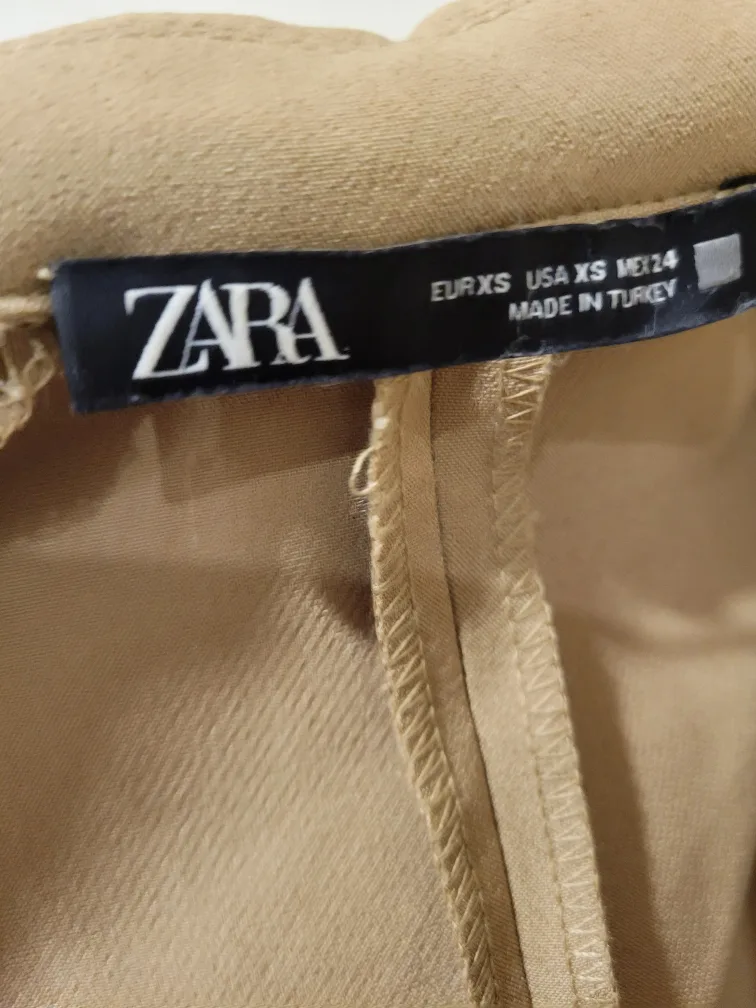 ZARA
EUR XS USA XS MEX 24
MADE IN TURKEY